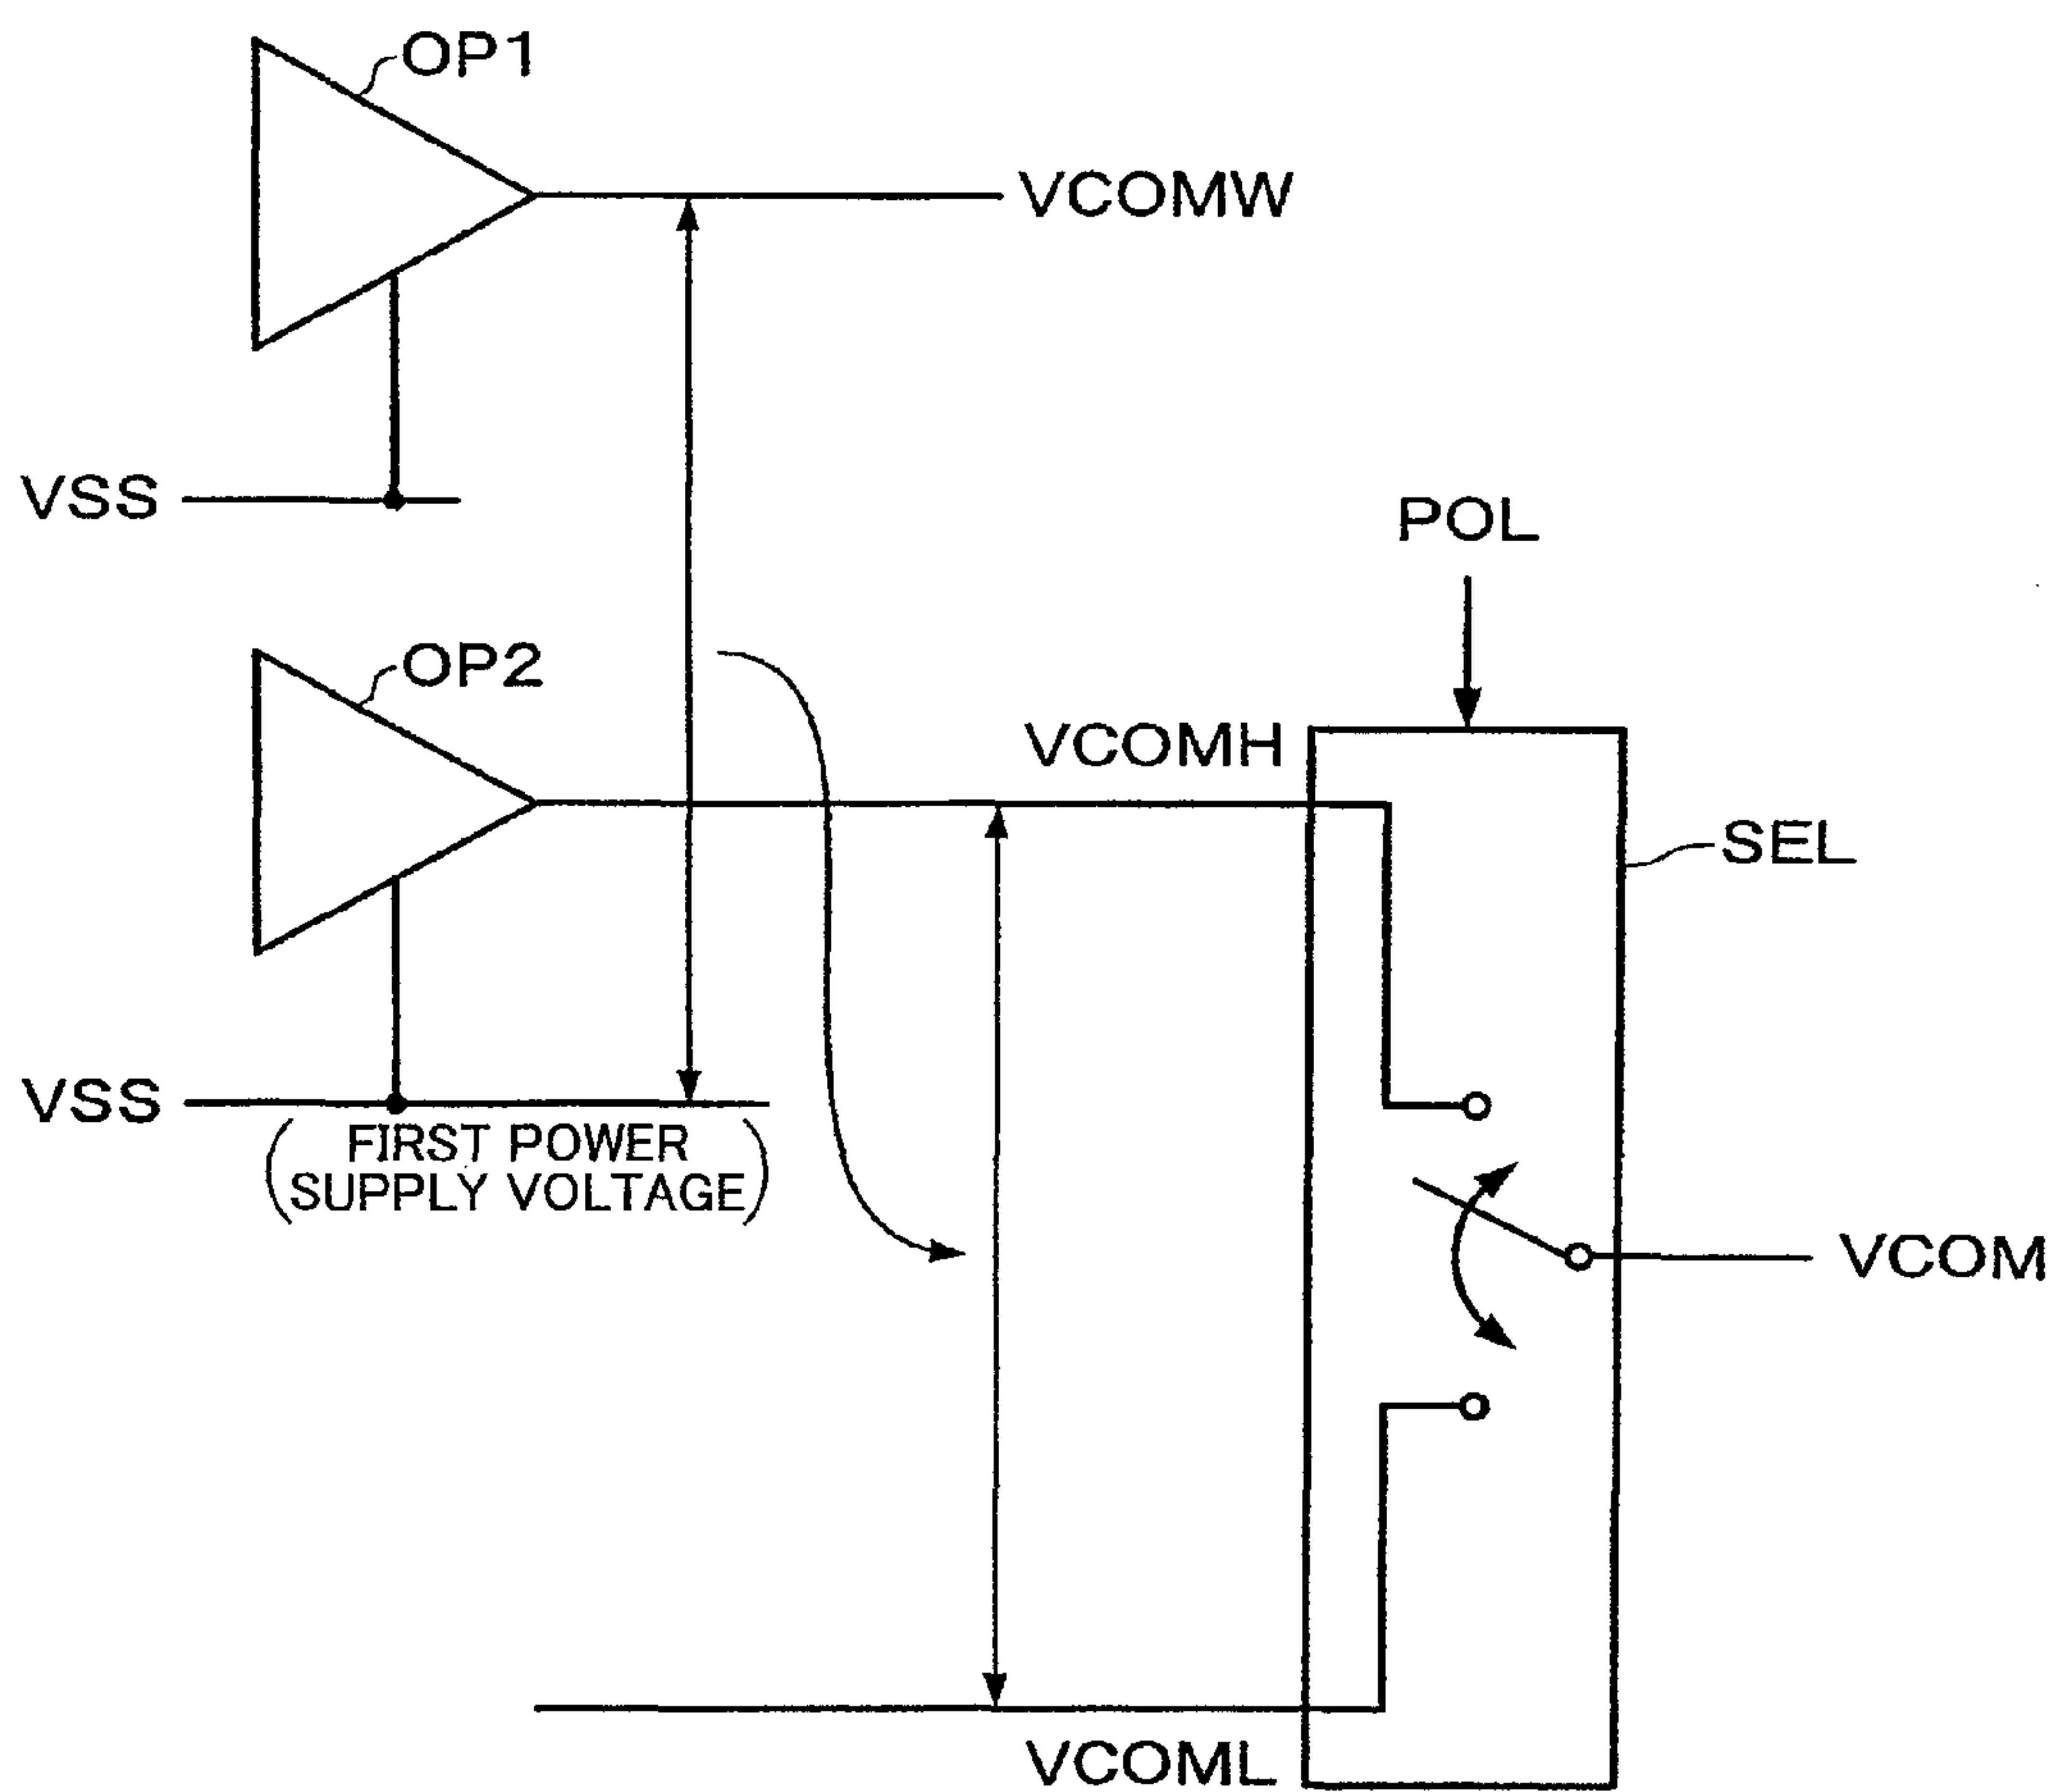 OP1
VCOMW
VSS
POL
OP2
VCOMH
SEL
VSS
(FIRST POWER
SUPPLY VOLTAGE)
VCOM
VCOML